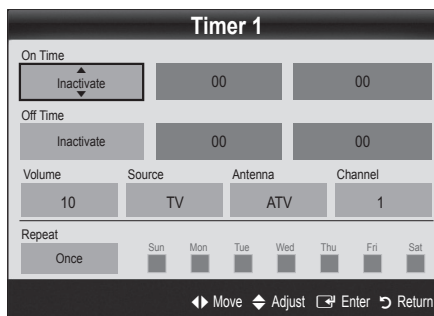 Timer 1
On Time
Inactivate 00 00
Off Time
Inactivate 00 00
Volume Source Antenna Channel
10 TV ATV 1
Repeat
Once Sun Mon Tue Wed Thu Fri Sat
Move Adjust Enter Return